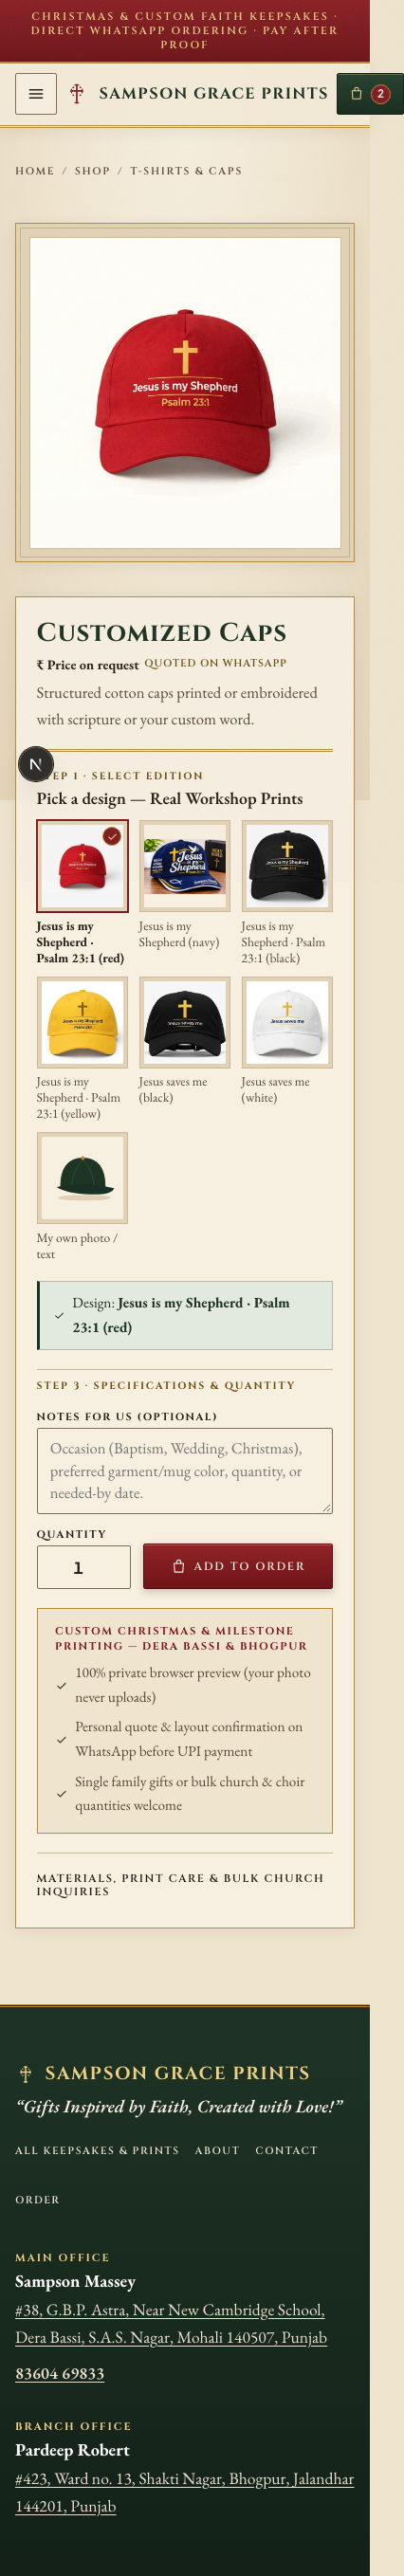 CHRISTMAS & CUSTOM FAITH KEEPSAKES ·
DIRECT WHATSAPP ORDERING · PAY AFTER
PROOF
SAMPSON GRACE PRINTS
2
HOME / SHOP / T-SHIRTS & CAPS
Jesus is my Shepherd
Psalm 23:1
CUSTOMIZED CAPS
₹ Price on request QUOTED ON WHATSAPP
Structured cotton caps printed or embroidered
with scripture or your custom word.
N
EP 1 · SELECT EDITION
Pick a design — Real Workshop Prints
Jesus is my
Shepherd ·
Psalm 23:1 (red)
Jesus is my
Shepherd (navy)
Jesus is my
Shepherd · Psalm
23:1 (black)
Jesus is my
Shepherd · Psalm
23:1 (yellow)
Jesus saves me
(black)
Jesus saves me
(white)
My own photo /
text
Design: Jesus is my Shepherd · Psalm
23:1 (red)
STEP 3 · SPECIFICATIONS & QUANTITY
NOTES FOR US (OPTIONAL)
Occasion (Baptism, Wedding, Christmas),
preferred garment/mug color, quantity, or
needed-by date.
QUANTITY
1
ADD TO ORDER
CUSTOM CHRISTMAS & MILESTONE
PRINTING — DERA BASSI & BHOGPUR
100% private browser preview (your photo
never uploads)
Personal quote & layout confirmation on
WhatsApp before UPI payment
Single family gifts or bulk church & choir
quantities welcome
MATERIALS, PRINT CARE & BULK CHURCH
INQUIRIES
SAMPSON GRACE PRINTS
“Gifts Inspired by Faith, Created with Love!”
ALL KEEPSAKES & PRINTS ABOUT CONTACT
ORDER
MAIN OFFICE
Sampson Massey
#38, G.B.P. Astra, Near New Cambridge School,
Dera Bassi, S.A.S. Nagar, Mohali 140507, Punjab
83604 69833
BRANCH OFFICE
Pardeep Robert
#423, Ward no. 13, Shakti Nagar, Bhogpur, Jalandhar
144201, Punjab